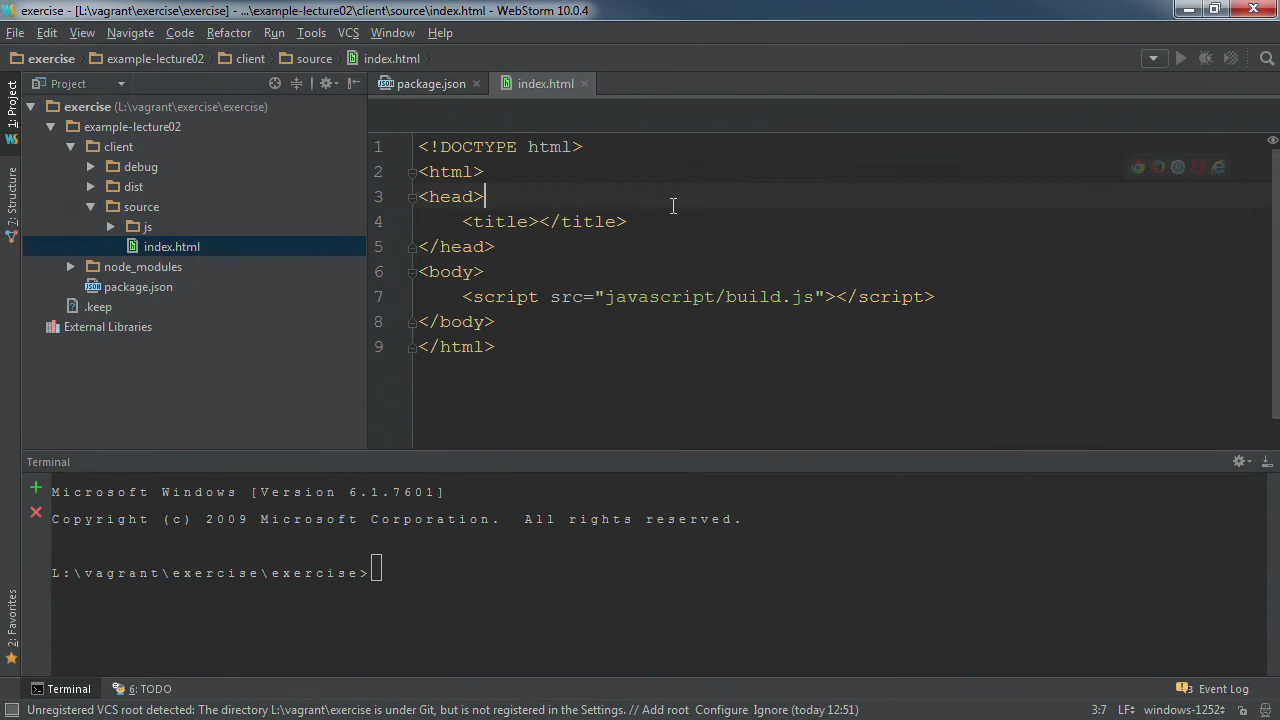 exercise - [L:\vagrant\exercise\exercise] - ...\example-lecture02\client\source\index.html - WebStorm 10.0.4
File Edit View Navigate Code Refactor Run Tools VCS Window Help
exercise example-lecture02 client source index.html
Project package.json index.html
1: Project
7: Structure
2: Favorites
exercise (L:\vagrant\exercise\exercise)
example-lecture02
client
debug
dist
source
js
index.html
node_modules
package.json
.keep
External Libraries
1 <!DOCTYPE html>
2 <html>
3 <head>
4 <title></title>
5 </head>
6 <body>
7 <script src="javascript/build.js"></script>
8 </body>
9 </html>
Terminal
Microsoft Windows [Version 6.1.7601]
Copyright (c) 2009 Microsoft Corporation. All rights reserved.
L:\vagrant\exercise\exercise>
Terminal 6: TODO 3 Event Log
Unregistered VCS root detected: The directory L:\vagrant\exercise is under Git, but is not registered in the Settings. // Add root Configure Ignore (today 12:51) 3:7 LF windows-1252